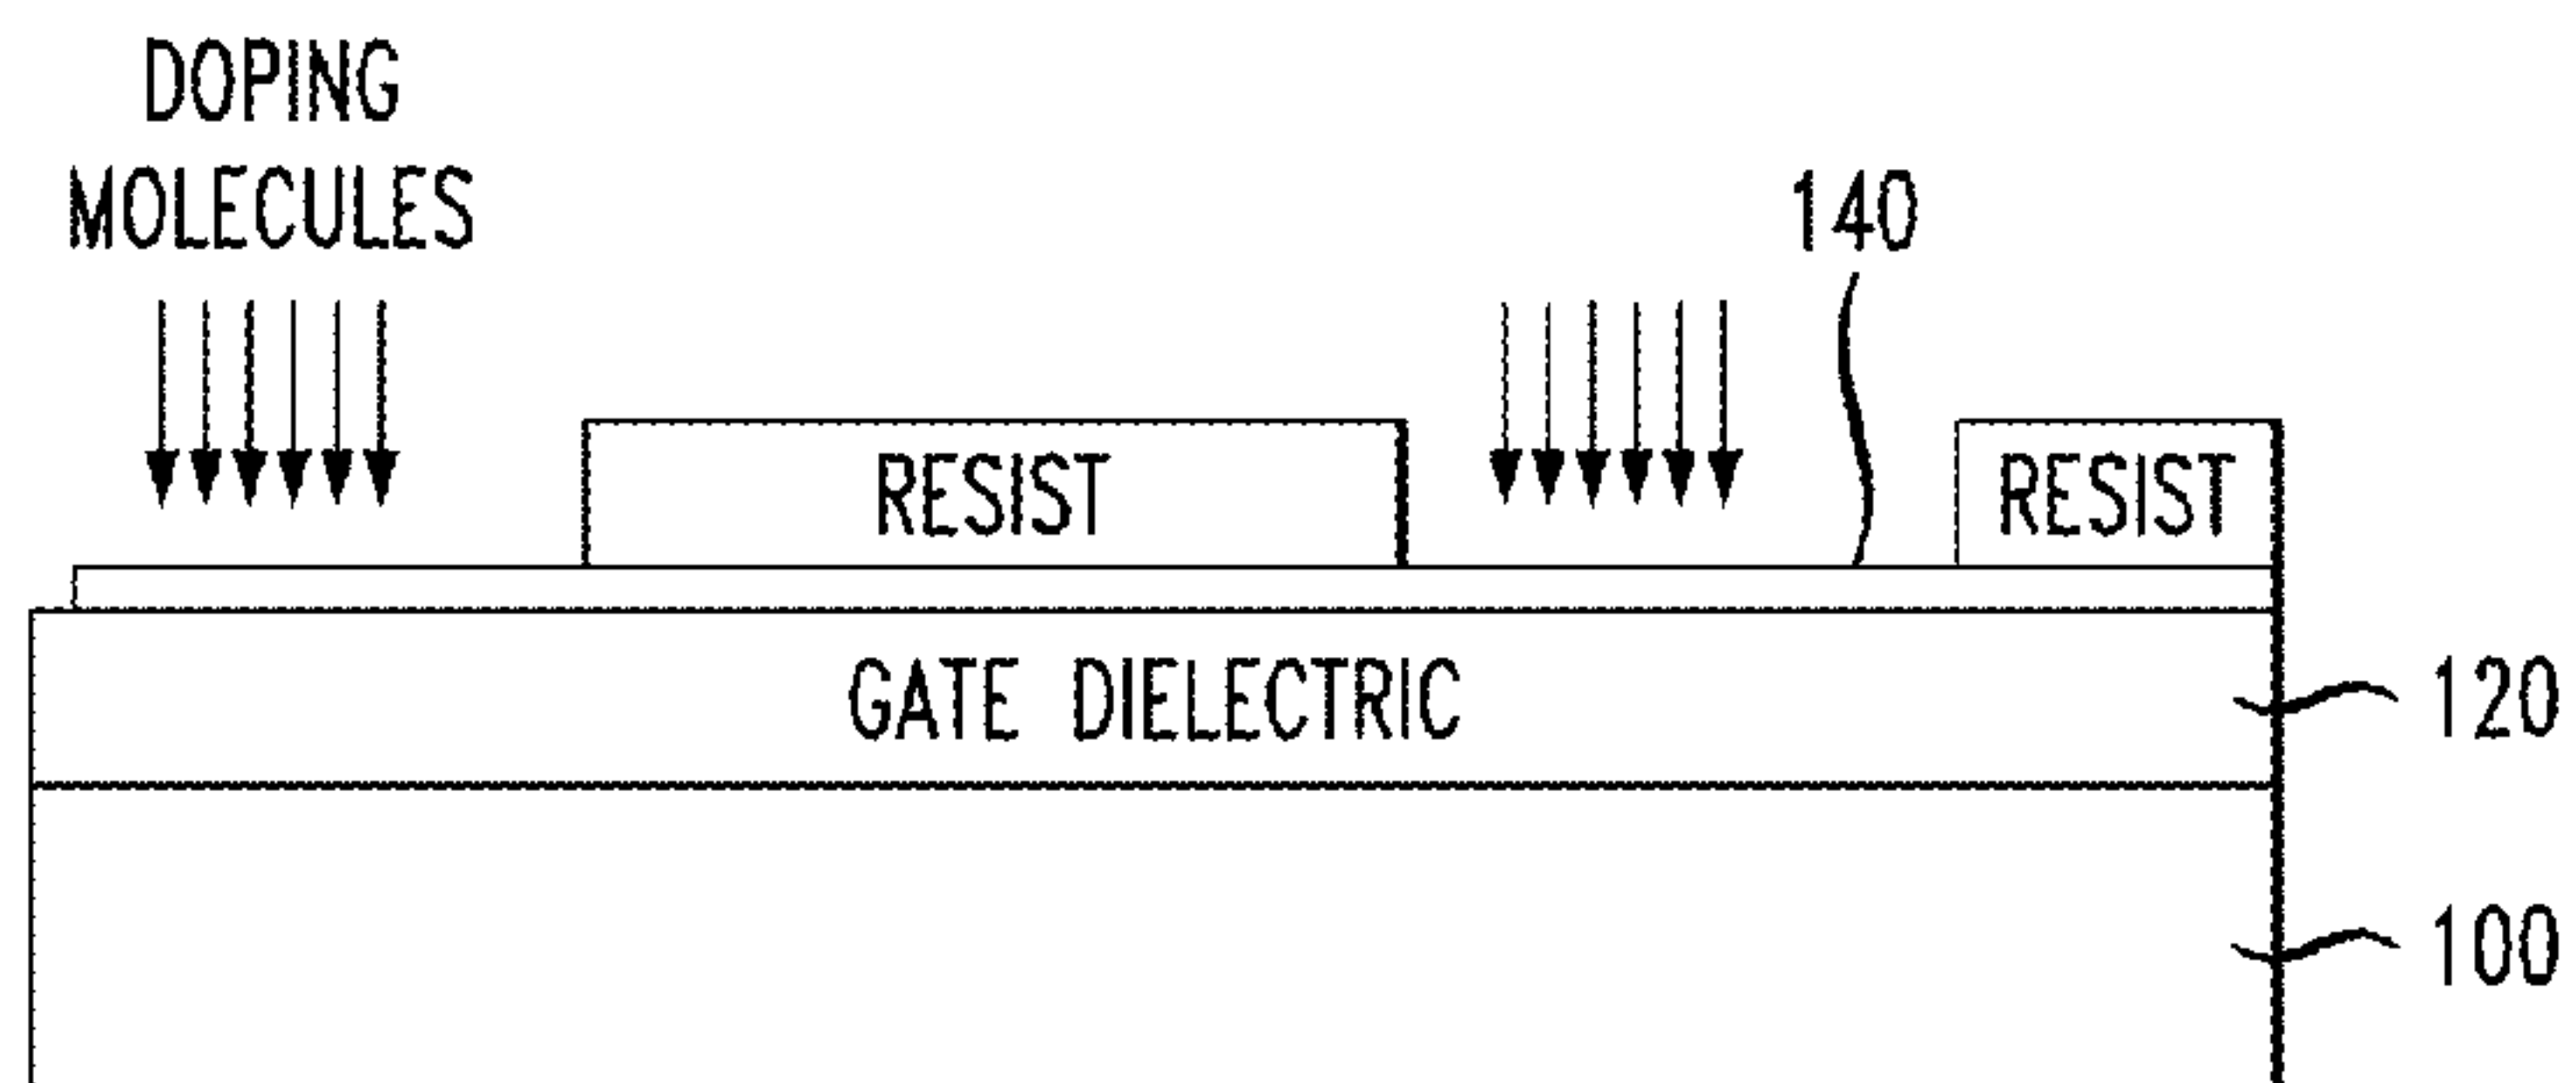 DOPING
MOLECULES
140
RESIST
RESIST
GATE DIELECTRIC
120
100